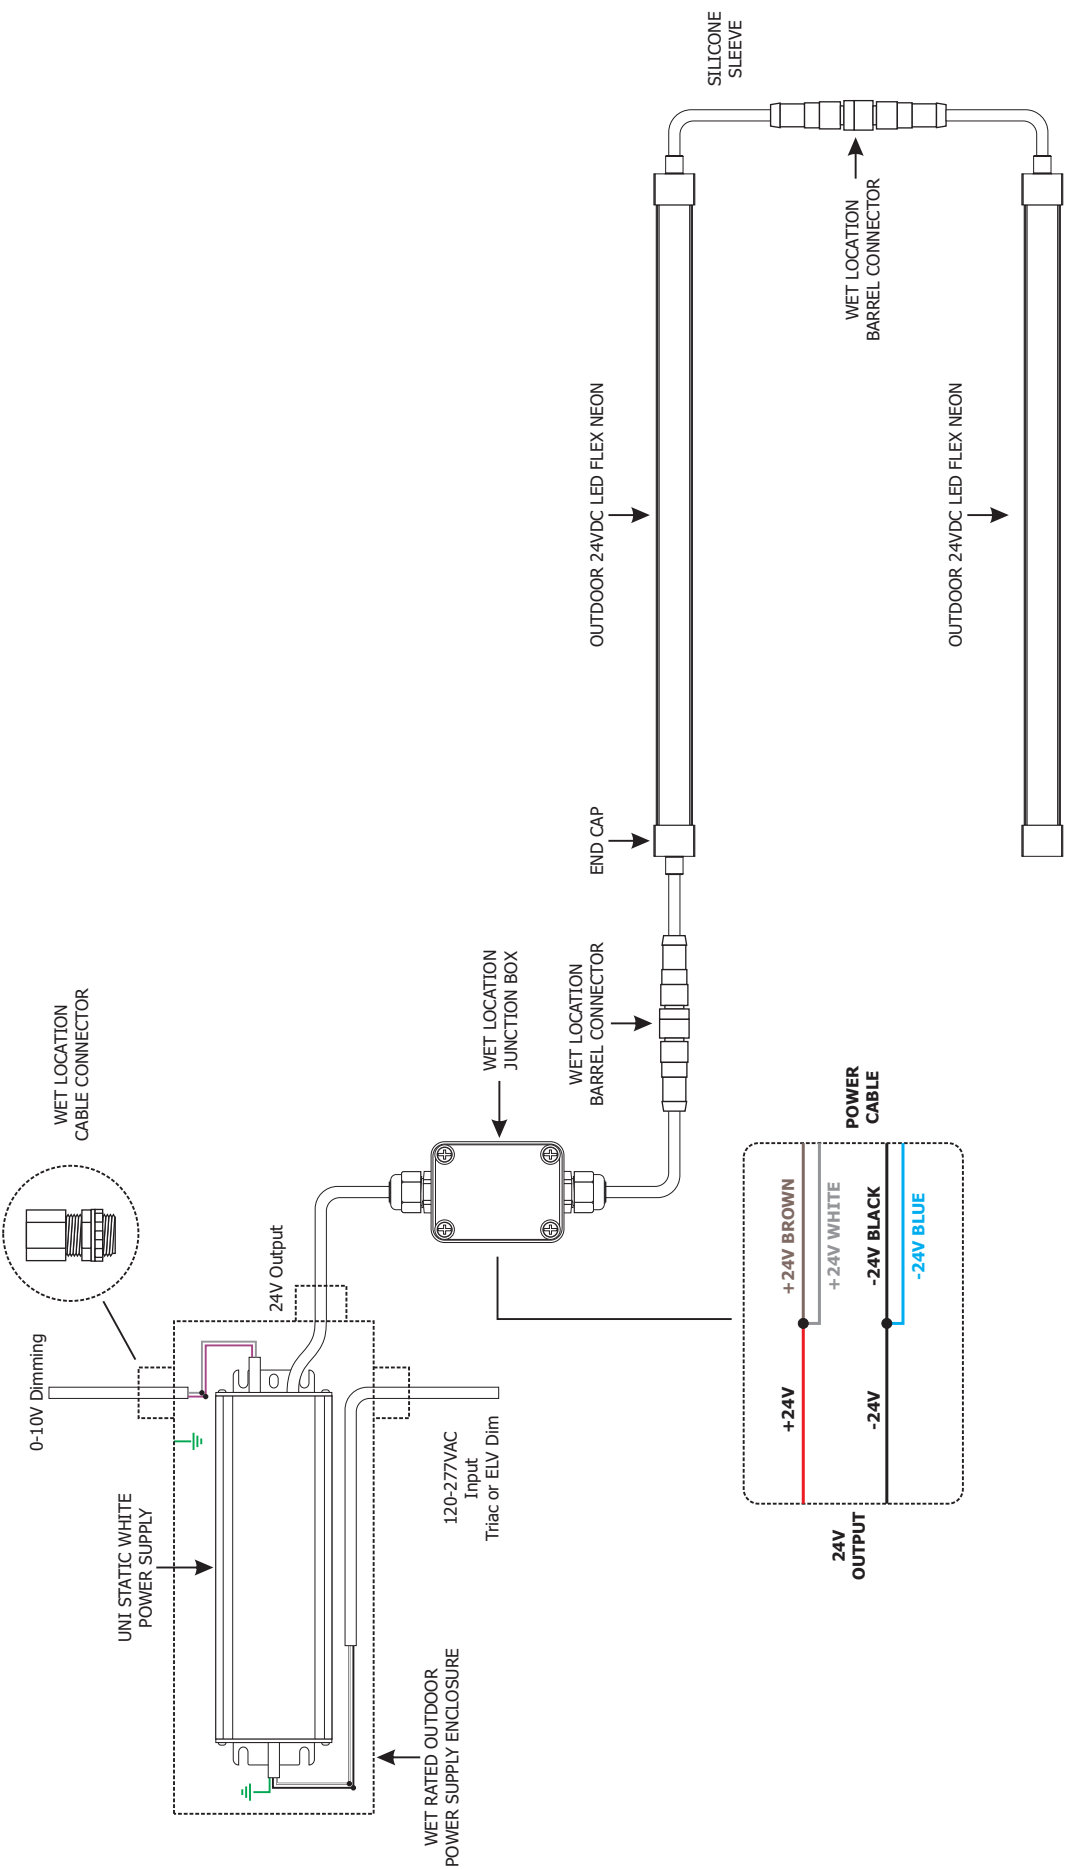 WET LOCATION
CABLE CONNECTOR
0-10V Dimming
24V Output
UNI STATIC WHITE
POWER SUPPLY
120-277VAC
Input
Triac or ELV Dim
WET RATED OUTDOOR
POWER SUPPLY ENCLOSURE
WET LOCATION
JUNCTION BOX
WET LOCATION
BARREL CONNECTOR
END CAP
OUTDOOR 24VDC LED FLEX NEON
SILICONE
SLEEVE
WET LOCATION
BARREL CONNECTOR
OUTDOOR 24VDC LED FLEX NEON
24V
OUTPUT
+24V
-24V
+24V BROWN
+24V WHITE
-24V BLACK
-24V BLUE
POWER
CABLE